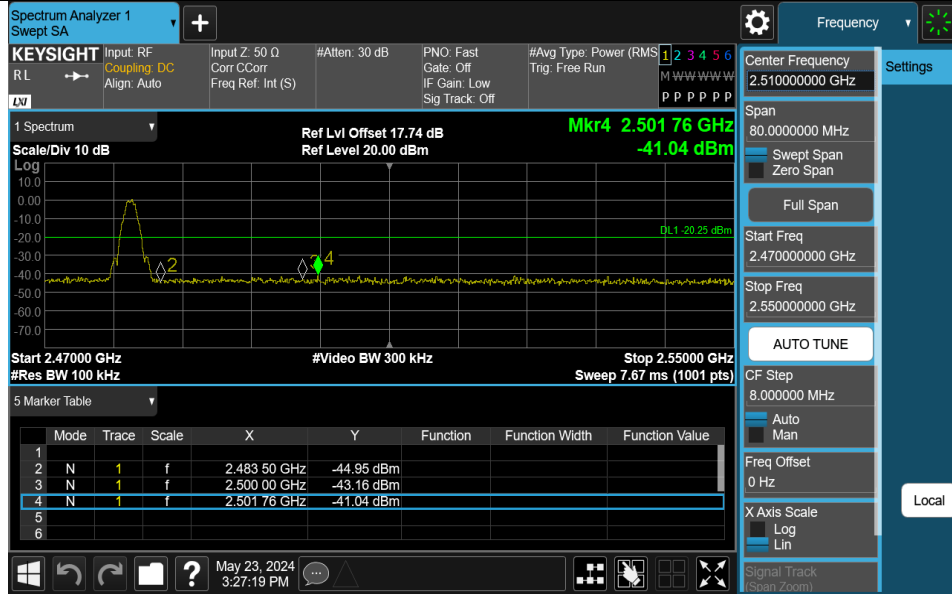 Spectrum Analyzer 1
Swept SA
+
Frequency
KEYSIGHT
RL
LXI
Input: RF
Coupling: DC
Align: Auto
Input Z: 50 Ω
Corr CCorr
Freq Ref: Int (S)
#Atten: 30 dB
PNO: Fast
Gate: Off
IF Gain: Low
Sig Track: Off
#Avg Type: Power (RMS
Trig: Free Run
1 2 3 4 5 6
M W W W W W
P P P P P P
1 Spectrum
Scale/Div 10 dB
Ref Lvl Offset 17.74 dB
Ref Level 20.00 dBm
Mkr4 2.501 76 GHz
-41.04 dBm
Log
10.0
0.00
-10.0
-20.0
-30.0
-40.0
-50.0
-60.0
-70.0
DL1 -20.25 dBm
2
4
Start 2.47000 GHz
#Video BW 300 kHz
Stop 2.55000 GHz
#Res BW 100 kHz
Sweep 7.67 ms (1001 pts)
5 Marker Table
Mode Trace Scale X Y Function Function Width Function Value
1
2 N 1 f 2.483 50 GHz -44.95 dBm
3 N 1 f 2.500 00 GHz -43.16 dBm
4 N 1 f 2.501 76 GHz -41.04 dBm
5
6
?
May 23, 2024
3:27:19 PM
Center Frequency
2.510000000 GHz
Settings
Span
80.0000000 MHz
Swept Span
Zero Span
Full Span
Start Freq
2.470000000 GHz
Stop Freq
2.550000000 GHz
AUTO TUNE
CF Step
8.000000 MHz
Auto
Man
Freq Offset
0 Hz
X Axis Scale
Log
Lin
Local
Signal Track
(Span Zoom)